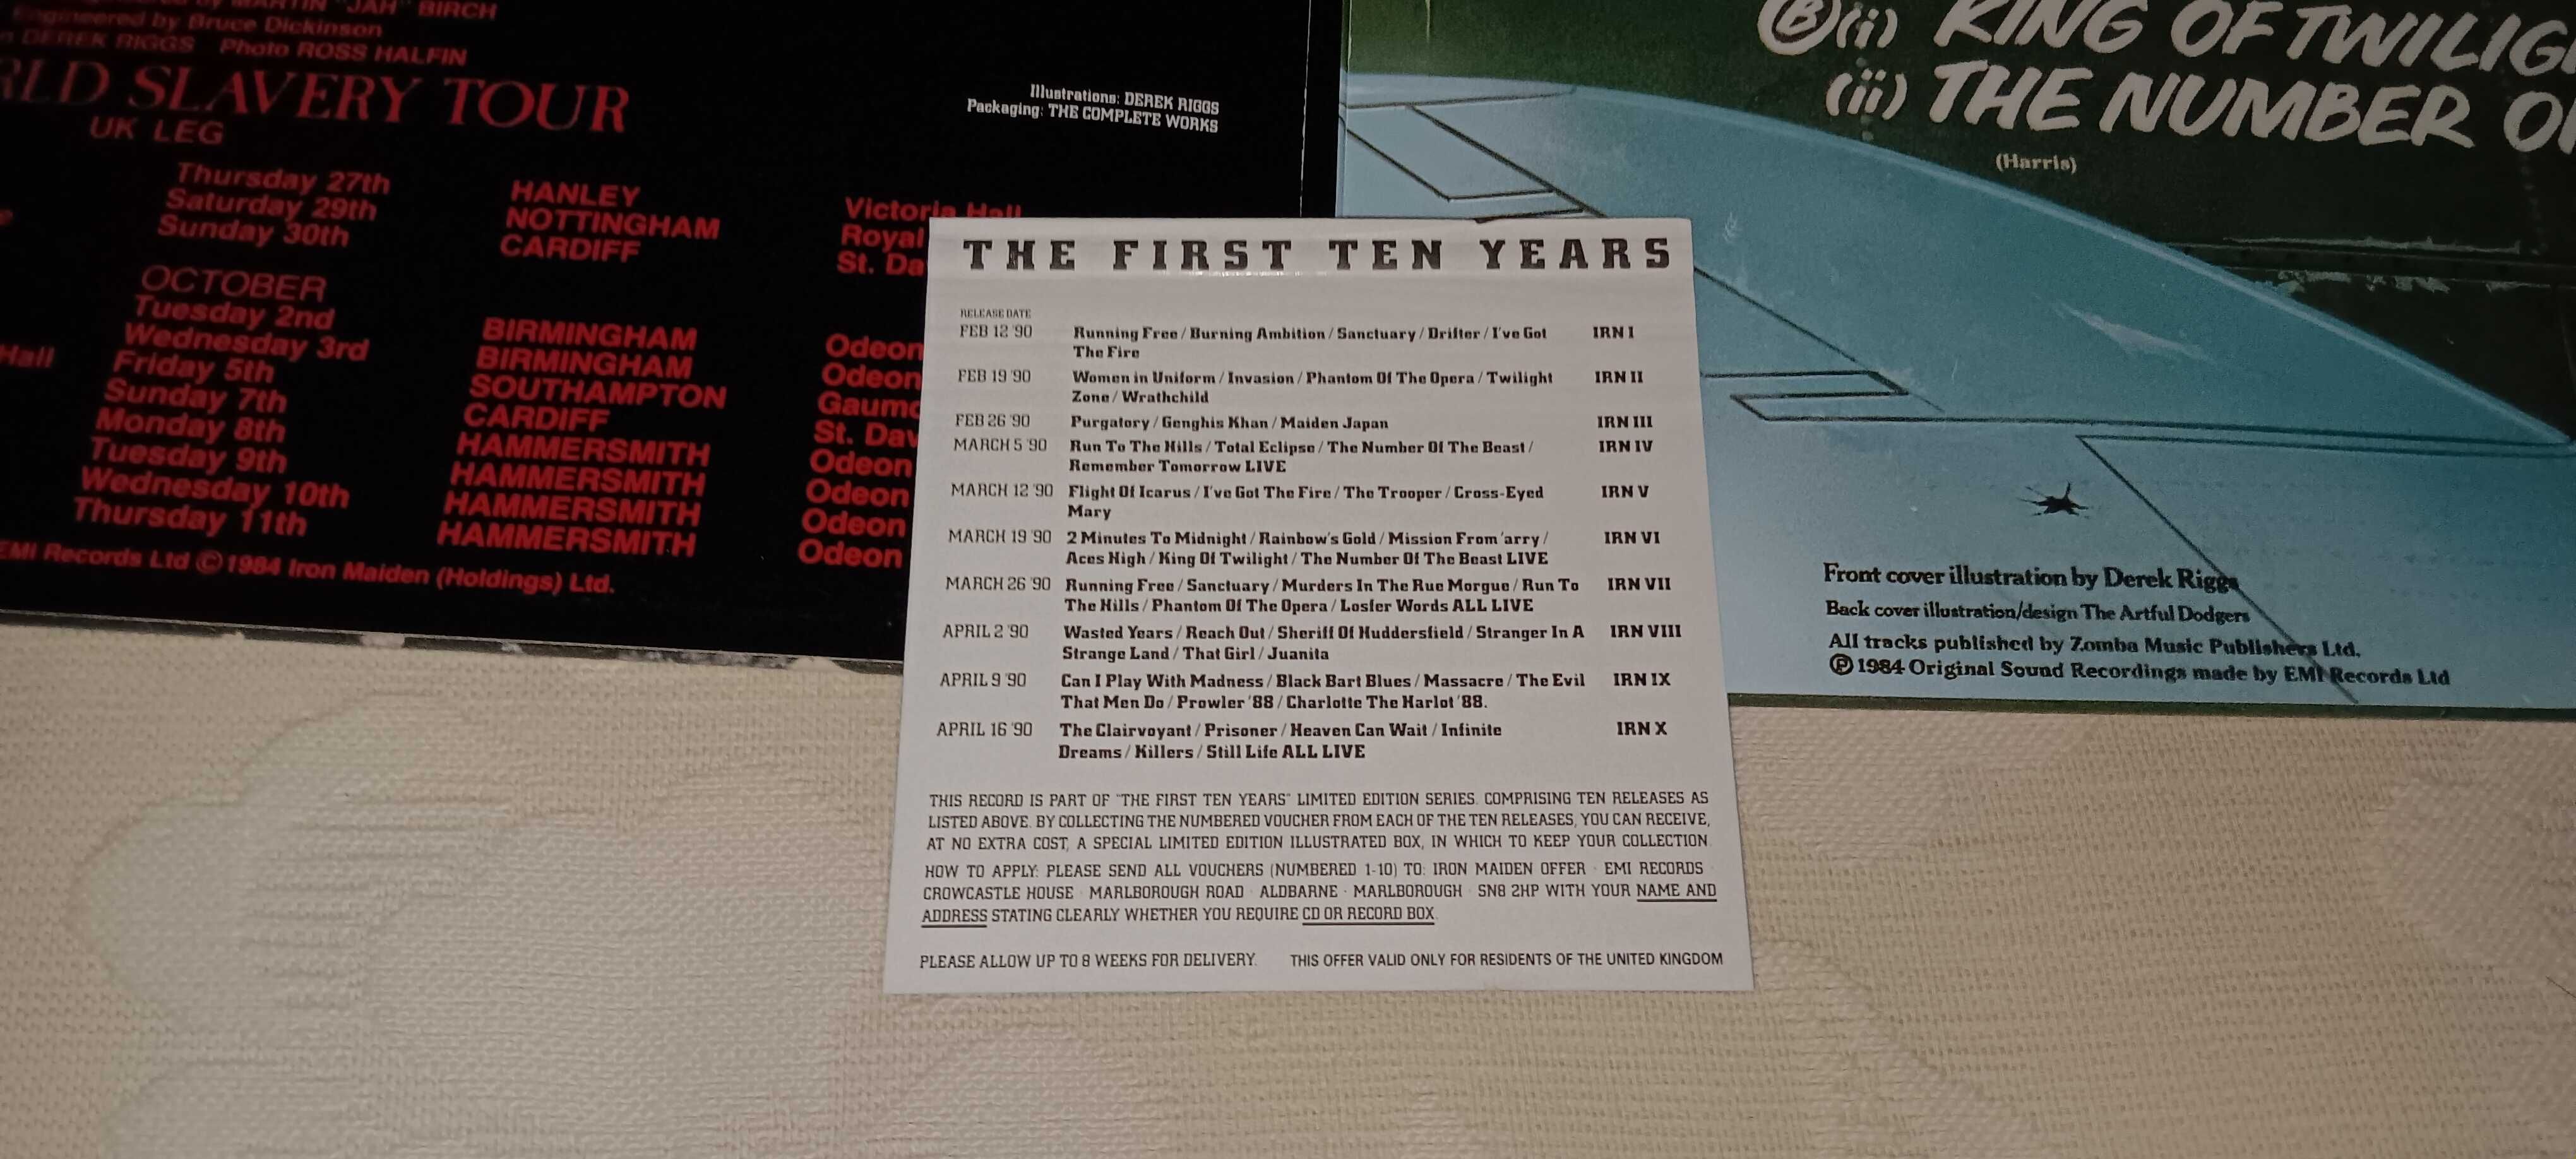 MARTIN "JAH" BIRCH
Engineered by Bruce Dickinson
DEREK RIGGS Photo ROSS HALFIN
SLAVERY TOUR
UK LEG
Illustrations: DEREK RIGGS
Packaging: THE COMPLETE WORKS
Thursday 27th HANLEY Victoria Hall
Saturday 29th NOTTINGHAM Royal
Sunday 30th CARDIFF St.
OCTOBER
Tuesday 2nd BIRMINGHAM Odeon
Wednesday 3rd BIRMINGHAM Odeon
Hall Friday 5th SOUTHAMPTON
Sunday 7th CARDIFF St.
Monday 8th HAMMERSMITH Odeon
Tuesday 9th HAMMERSMITH Odeon
Wednesday 10th HAMMERSMITH Odeon
Thursday 11th HAMMERSMITH Odeon
EMI Records Ltd ©1984 Iron Maiden (Holdings) Ltd.
B(i) KING OF
(ii) THE NUMBER
(Harris)
Front cover illustration by Derek Riggs
Back cover illustration/design The Artful Dodgers
All tracks published by Zomba Music Publishers Ltd.
Ⓟ1984 Original Sound Recordings made by EMI Records Ltd
THE FIRST TEN YEARS
RELEASE DATE
FEB 12 '90 Running Free / Burning Ambition / Sanctuary / Drifter / I've Got IRN I
The Fire
FEB 19 '90 Women in Uniform / Invasion / Phantom Of The Opera / Twilight IRN II
Zone / Wrathchild
FEB 26 '90 Purgatory / Genghis Khan / Maiden Japan IRN III
MARCH 5 '90 Run To The Hills / Total Eclipse / The Number Of The Beast / IRN IV
Remember Tomorrow LIVE
MARCH 12 '90 Flight Of Icarus / I've Got The Fire / The Trooper / Cross-Eyed IRN V
Mary
MARCH 19 '90 2 Minutes To Midnight / Rainbow's Gold / Mission From 'arry / IRN VI
Aces High / King Of Twilight / The Number Of The Beast LIVE
MARCH 26 '90 Running Free / Sanctuary / Murders In The Rue Morgue / Run To IRN VII
The Hills / Phantom Of The Opera / Losfer Words ALL LIVE
APRIL 2 '90 Wasted Years / Reach Out / Sheriff Of Huddersfield / Stranger In A IRN VIII
Strange Land / That Girl / Juanita
APRIL 9 '90 Can I Play With Madness / Black Bart Blues / Massacre / The Evil IRN IX
That Men Do / Prowler '88 / Charlotte The Harlot '88.
APRIL 16 '90 The Clairvoyant / Prisoner / Heaven Can Wait / Infinite IRN X
Dreams / Killers / Still Life ALL LIVE
THIS RECORD IS PART OF "THE FIRST TEN YEARS" LIMITED EDITION SERIES. COMPRISING TEN RELEASES AS
LISTED ABOVE. BY COLLECTING THE NUMBERED VOUCHER FROM EACH OF THE TEN RELEASES, YOU CAN RECEIVE,
AT NO EXTRA COST, A SPECIAL LIMITED EDITION ILLUSTRATED BOX, IN WHICH TO KEEP YOUR COLLECTION
HOW TO APPLY: PLEASE SEND ALL VOUCHERS (NUMBERED 1-10) TO: IRON MAIDEN OFFER · EMI RECORDS
CROWCASTLE HOUSE · MARLBOROUGH ROAD · ALDBARNE · MARLBOROUGH · SN8 2HP WITH YOUR NAME AND
ADDRESS STATING CLEARLY WHETHER YOU REQUIRE CD OR RECORD BOX
PLEASE ALLOW UP TO 8 WEEKS FOR DELIVERY. THIS OFFER VALID ONLY FOR RESIDENTS OF THE UNITED KINGDOM